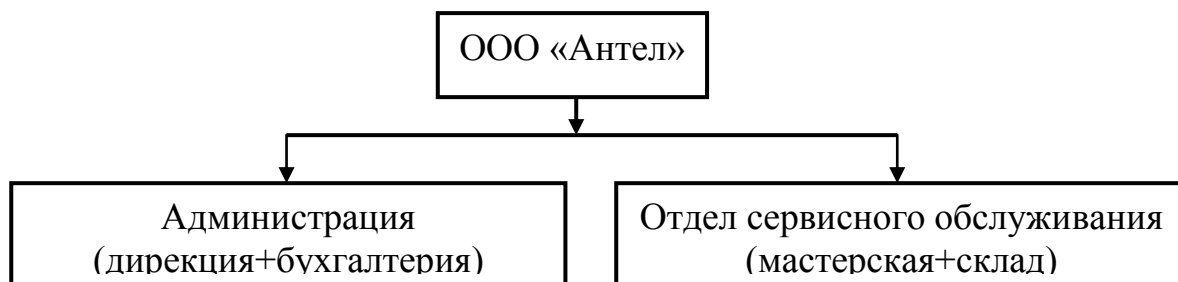 ООО «Антел»
Администрация
(дирекция+бухгалтерия)
Отдел сервисного обслуживания
(мастерская+склад)